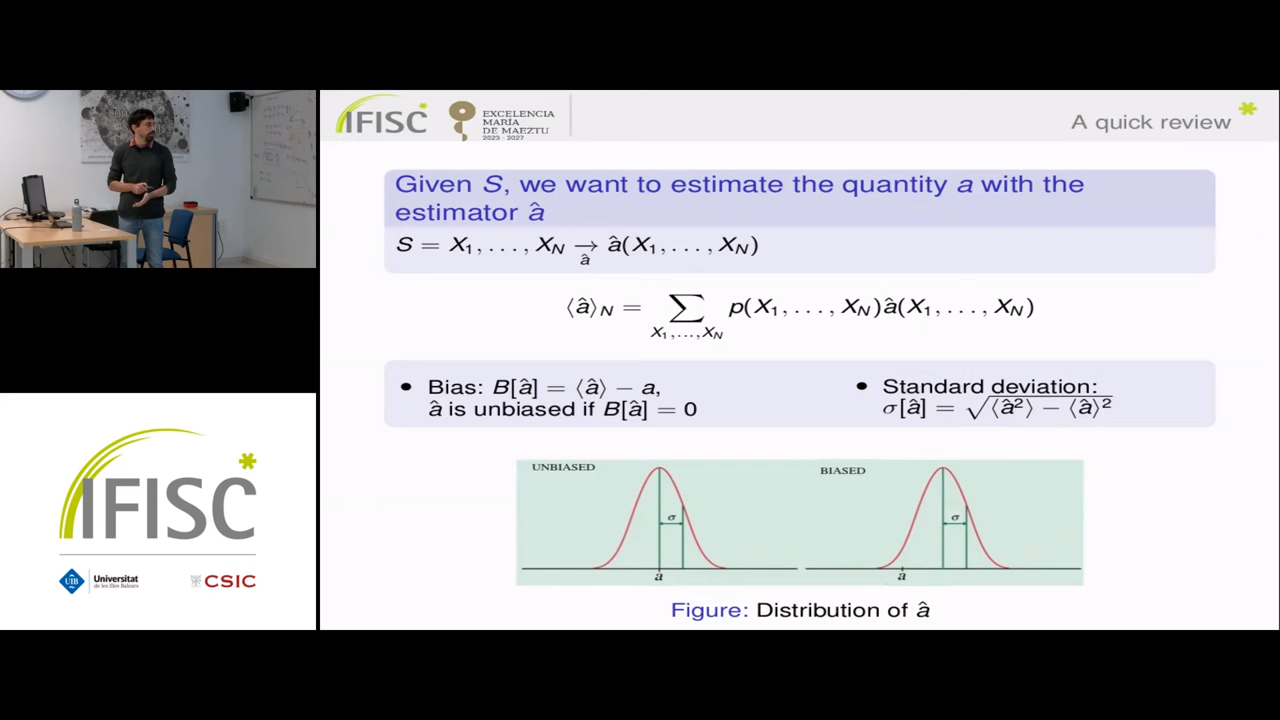 IFISC
EXCELENCIA
MARÍA
DE MAEZTU
2023 - 2027
A quick review
Given S, we want to estimate the quantity a with the
estimator â
S = X₁, . . . , X_N →_â â(X₁, . . . , X_N)
⟨â⟩_N = ∑_{X₁,...,X_N} p(X₁, . . . , X_N)â(X₁, . . . , X_N)
• Bias: B[â] = ⟨â⟩ − a,
â is unbiased if B[â] = 0
• Standard deviation:
σ[â] = √(⟨â²⟩ − ⟨â⟩²)
UNBIASED
σ
a
BIASED
σ
a
Figure: Distribution of â
IFISC
UIB
Universitat
de les Illes Balears
CSIC